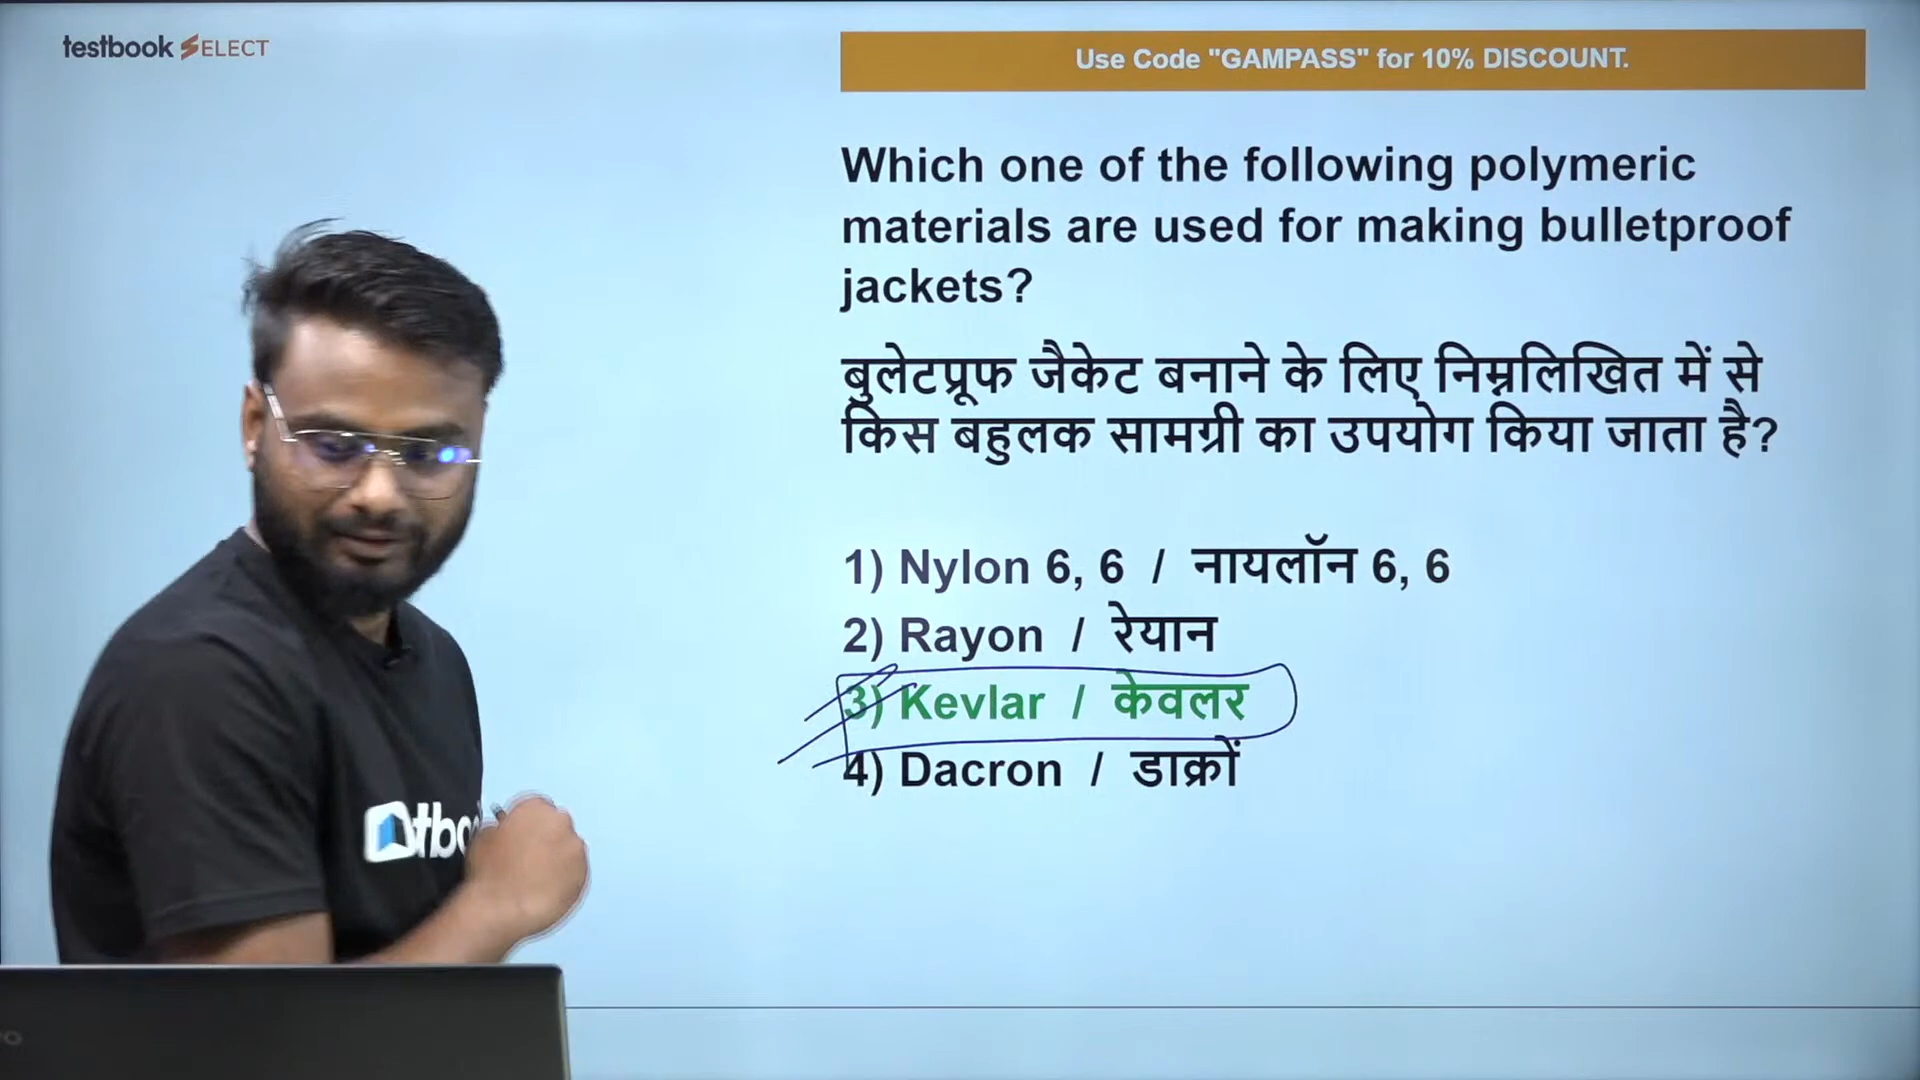 testbook SELECT
Use Code "GAMPASS" for 10% DISCOUNT.
Which one of the following polymeric
materials are used for making bulletproof
jackets?
बुलेटप्रूफ जैकेट बनाने के लिए निम्नलिखित में से
किस बहुलक सामग्री का उपयोग किया जाता है?
1) Nylon 6, 6 / नायलॉन 6, 6
2) Rayon / रेयान
3) Kevlar / केवलर
4) Dacron / डाक्रों